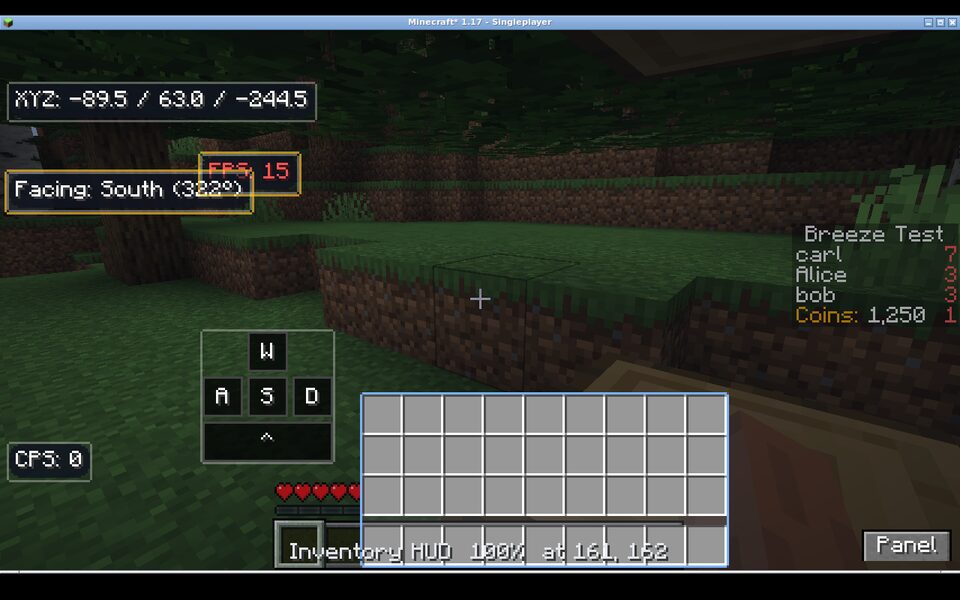 Minecraft* 1.17 - Singleplayer
XYZ: -89.5 / 63.0 / -244.5
FPS: 15
Facing: South (322°)
Breeze Test
carl 7
Alice 3
bob 3
Coins: 1,250 1
W
A S D
^
CPS: 0
Inventory HUD 100% at 161, 162
Panel